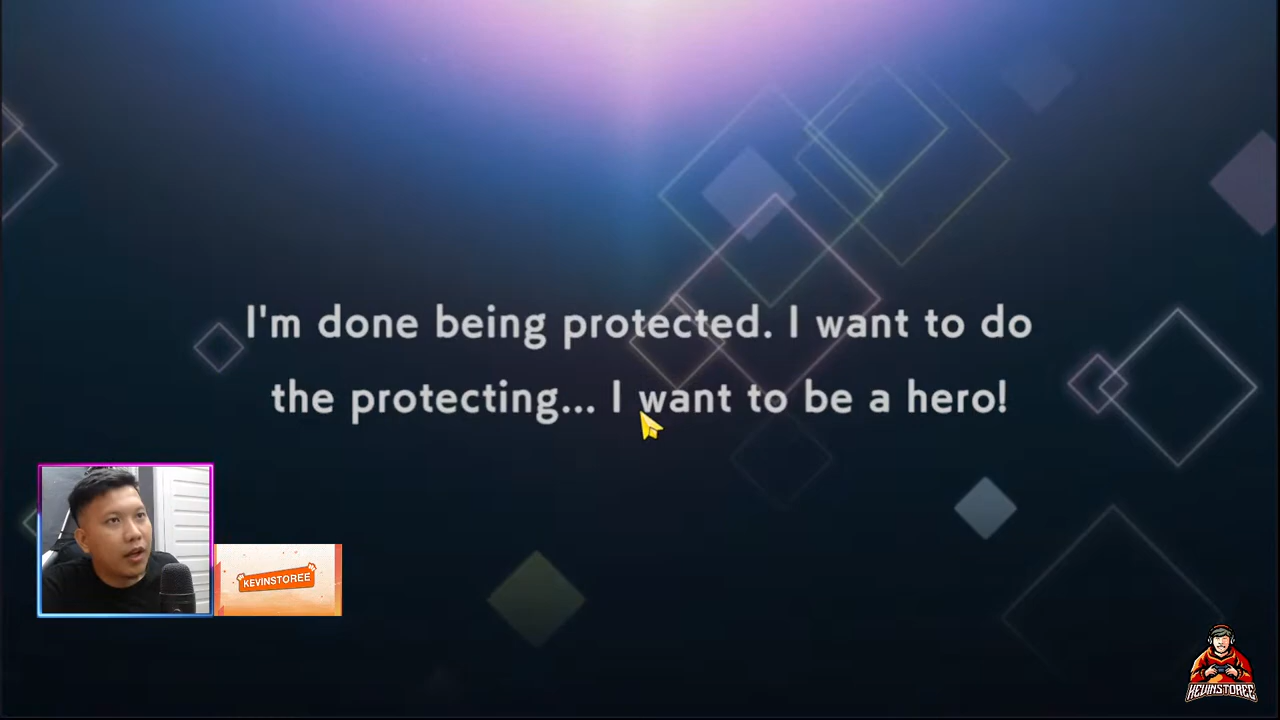 I'm done being protected. I want to do
the protecting... I want to be a hero!
KEVINSTOREE
KEVINSTOREE